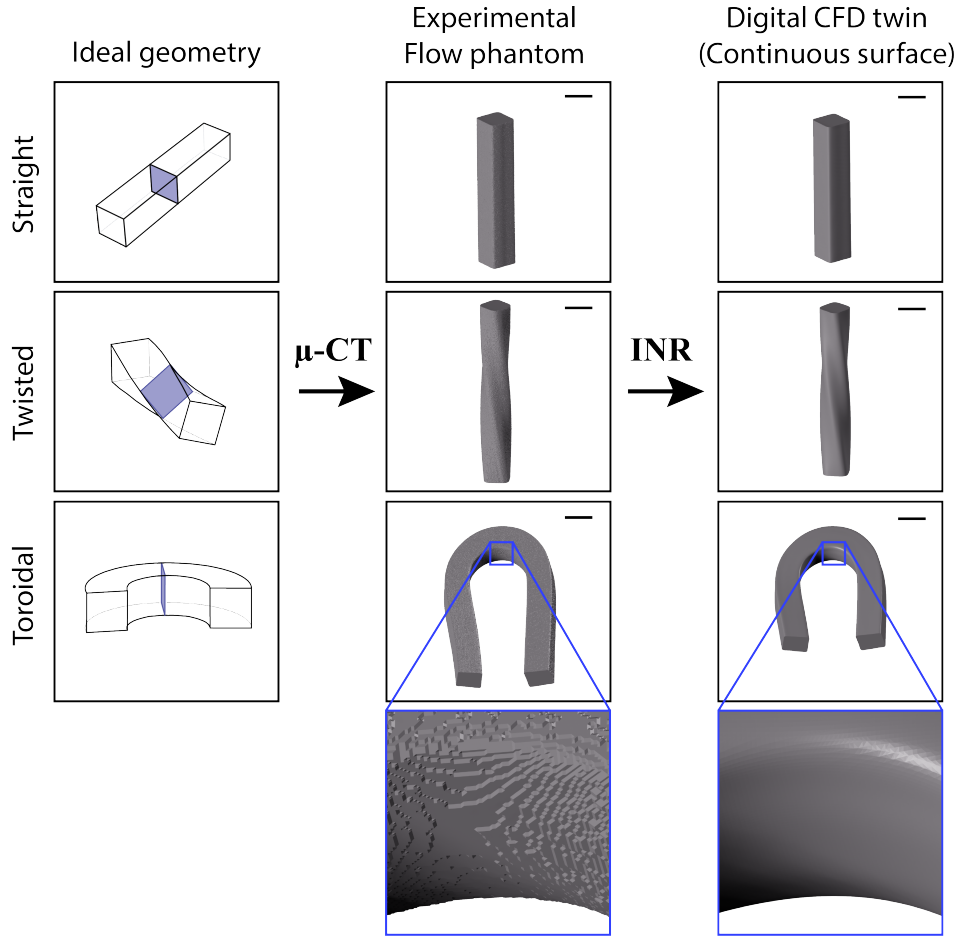 Ideal geometry
Experimental
Flow phantom
Digital CFD twin
(Continuous surface)
Straight
Twisted
μ-CT
INR
Toroidal